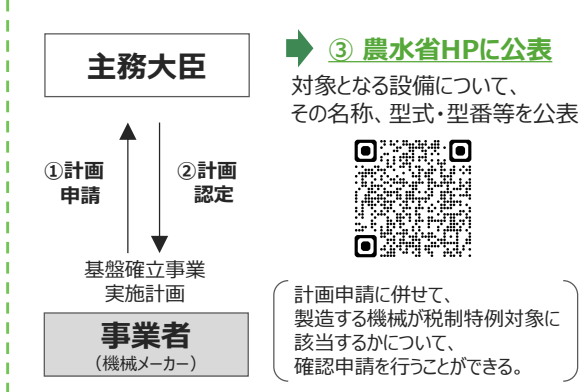 主務大臣
①計画
申請
②計画
認定
基盤確立事業
実施計画
事業者
（機械メーカー）
③ 農水省HPに公表
対象となる設備について、
その名称、型式・型番等を公表
計画申請に併せて、
製造する機械が税制特例対象に
該当するかについて、
確認申請を行うことができる。